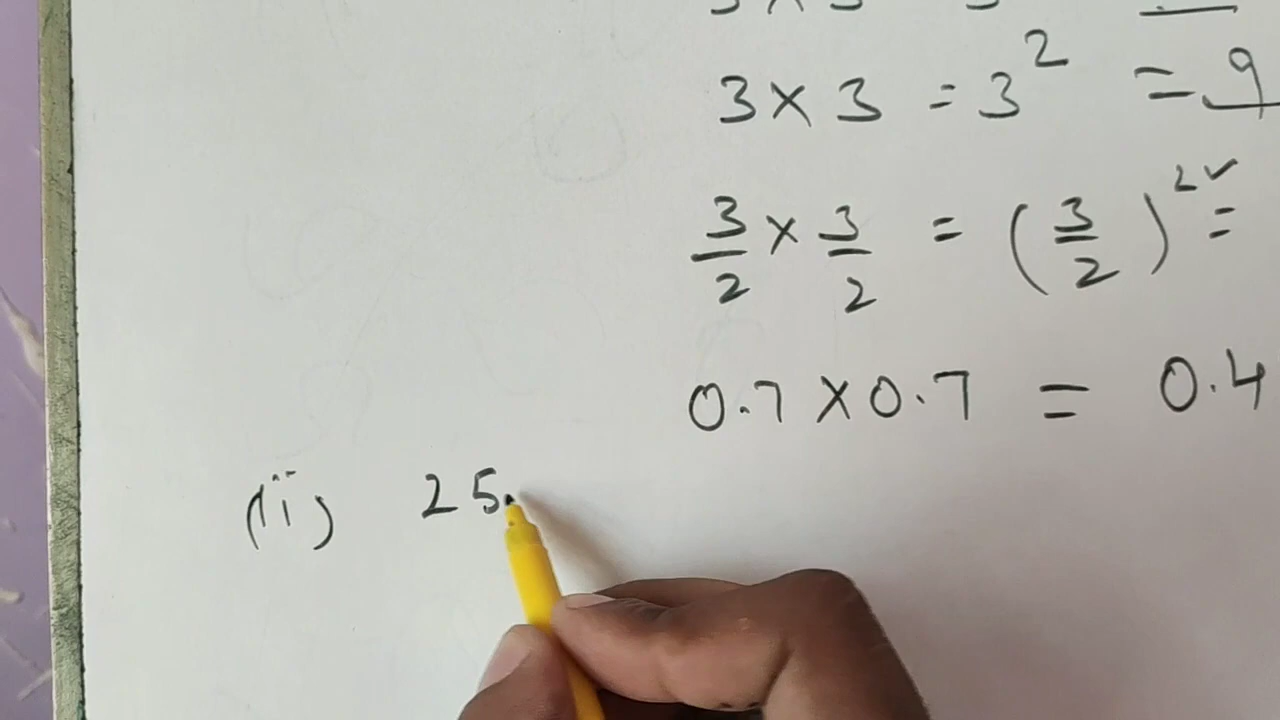 3 × 3 = 3² = 9
3/2 × 3/2 = (3/2)² ✓ =
0.7 × 0.7 = 0.4
(ii) 25